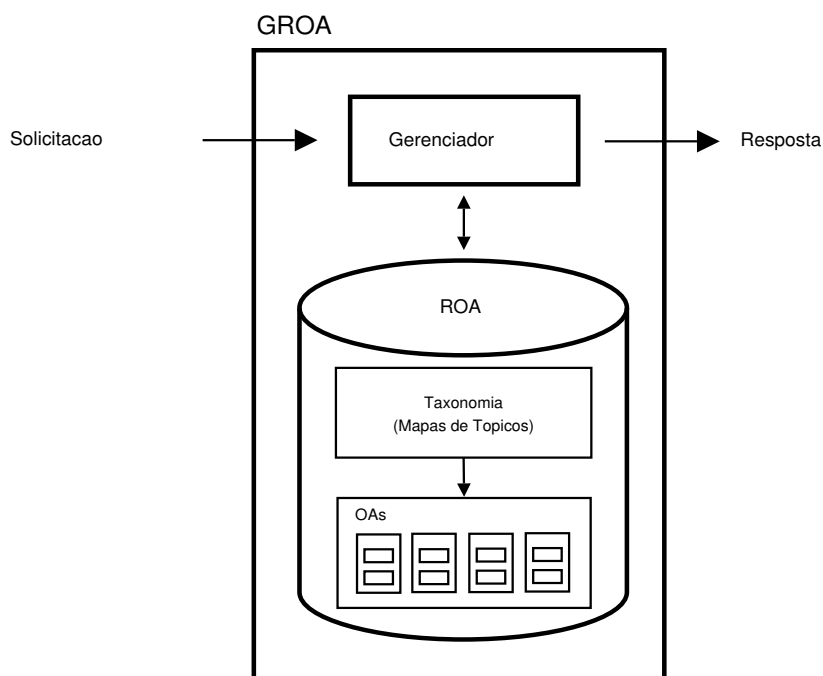 GROA
Solicitacao
Gerenciador
Resposta
ROA
Taxonomia
(Mapas de Topicos)
OAs